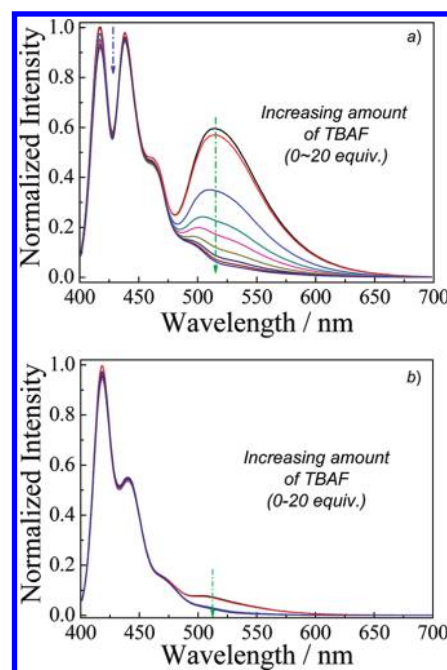 a)
Increasing amount
of TBAF
(0~20 equiv.)
Normalized Intensity
1.0
0.8
0.6
0.4
0.2
0.0
400 450 500 550 600 650 700
Wavelength / nm
b)
Increasing amount
of TBAF
(0-20 equiv.)
Normalized Intensity
1.0
0.8
0.6
0.4
0.2
0.0
400 450 500 550 600 650 700
Wavelength / nm